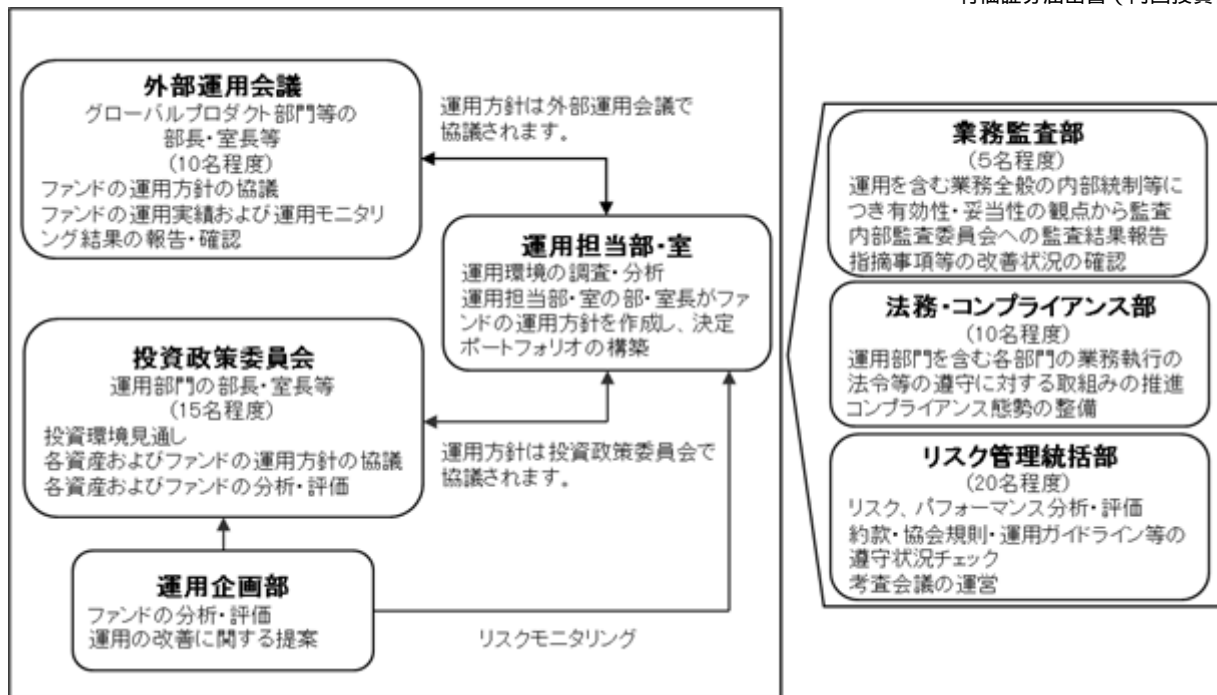 外部運用会議
グローバルプロダクト部門等の
部長・室長等
(10名程度)
ファンドの運用方針の協議
ファンドの運用実績および運用モニタリ
ング結果の報告・確認
運用方針は外部運用会議で
協議されます。
運用担当部・室
運用環境の調査・分析
運用担当部・室の部・室長がファ
ンドの運用方針を作成し、決定
ポートフォリオの構築
投資政策委員会
運用部門の部長・室長等
(15名程度)
投資環境見通し
各資産およびファンドの運用方針の協議
各資産およびファンドの分析・評価
運用方針は投資政策委員会で
協議されます。
運用企画部
ファンドの分析・評価
運用の改善に関する提案
リスクモニタリング
業務監査部
(5名程度)
運用を含む業務全般の内部統制等に
つき有効性・妥当性の観点から監査
内部監査委員会への監査結果報告
指摘事項等の改善状況の確認
法務・コンプライアンス部
(10名程度)
運用部門を含む各部門の業務執行の
法令等の遵守に対する取組みの推進
コンプライアンス態勢の整備
リスク管理統括部
(20名程度)
リスク、パフォーマンス分析・評価
約款・協会規則・運用ガイドライン等の
遵守状況チェック
考査会議の運営